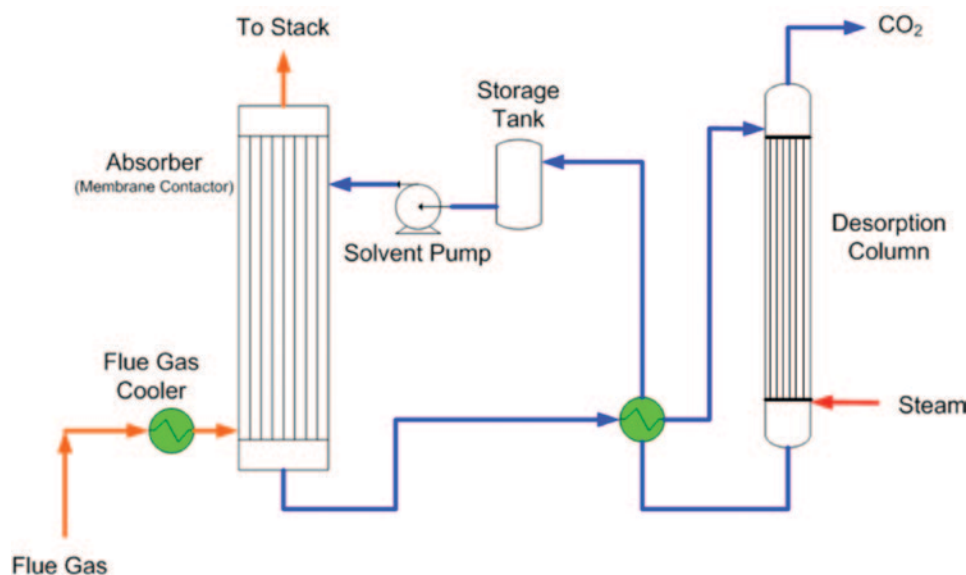 To Stack
CO₂
Storage
Tank
Absorber
(Membrane Contactor)
Solvent Pump
Desorption
Column
Flue Gas
Cooler
Steam
Flue Gas